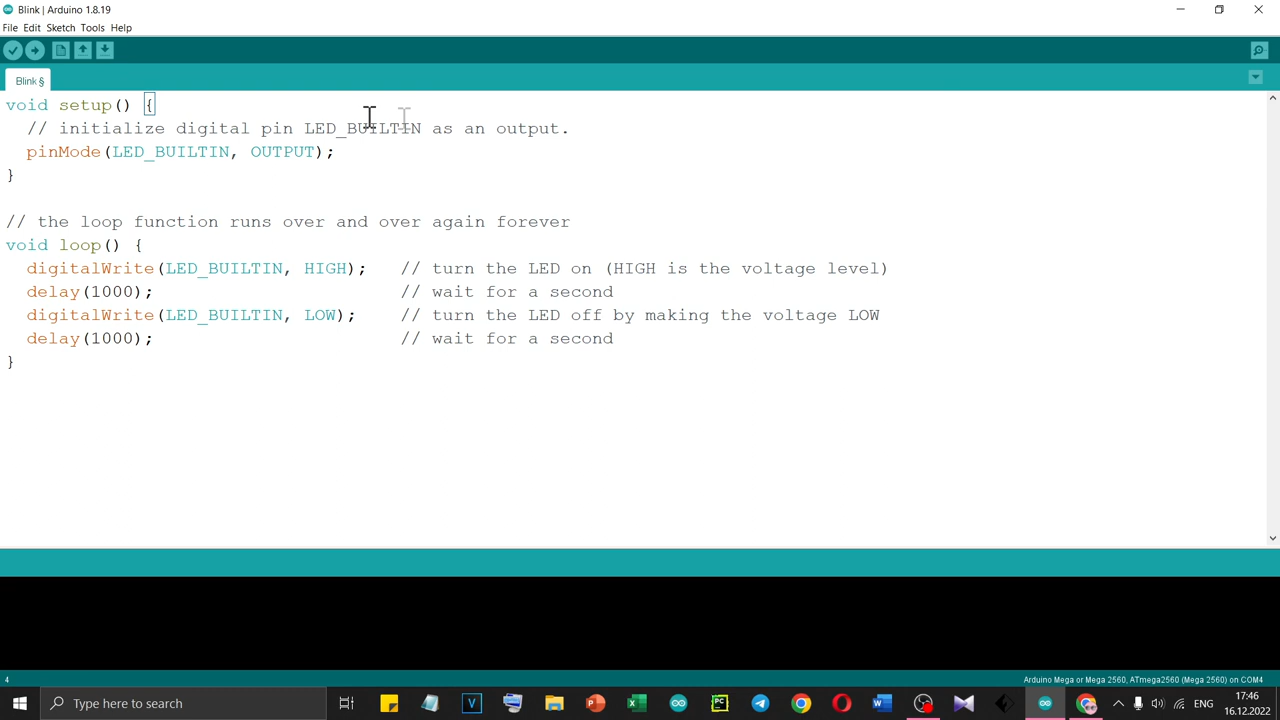 Blink | Arduino 1.8.19
File Edit Sketch Tools Help
Blink §
void setup() {
  // initialize digital pin LED_BUILTIN as an output.
  pinMode(LED_BUILTIN, OUTPUT);
}
// the loop function runs over and over again forever
void loop() {
  digitalWrite(LED_BUILTIN, HIGH);   // turn the LED on (HIGH is the voltage level)
  delay(1000);                       // wait for a second
  digitalWrite(LED_BUILTIN, LOW);    // turn the LED off by making the voltage LOW
  delay(1000);                       // wait for a second
}
4 Arduino Mega or Mega 2560, ATmega2560 (Mega 2560) on COM4
Type here to search
V
PC
W
ENG
17:46
16.12.2022